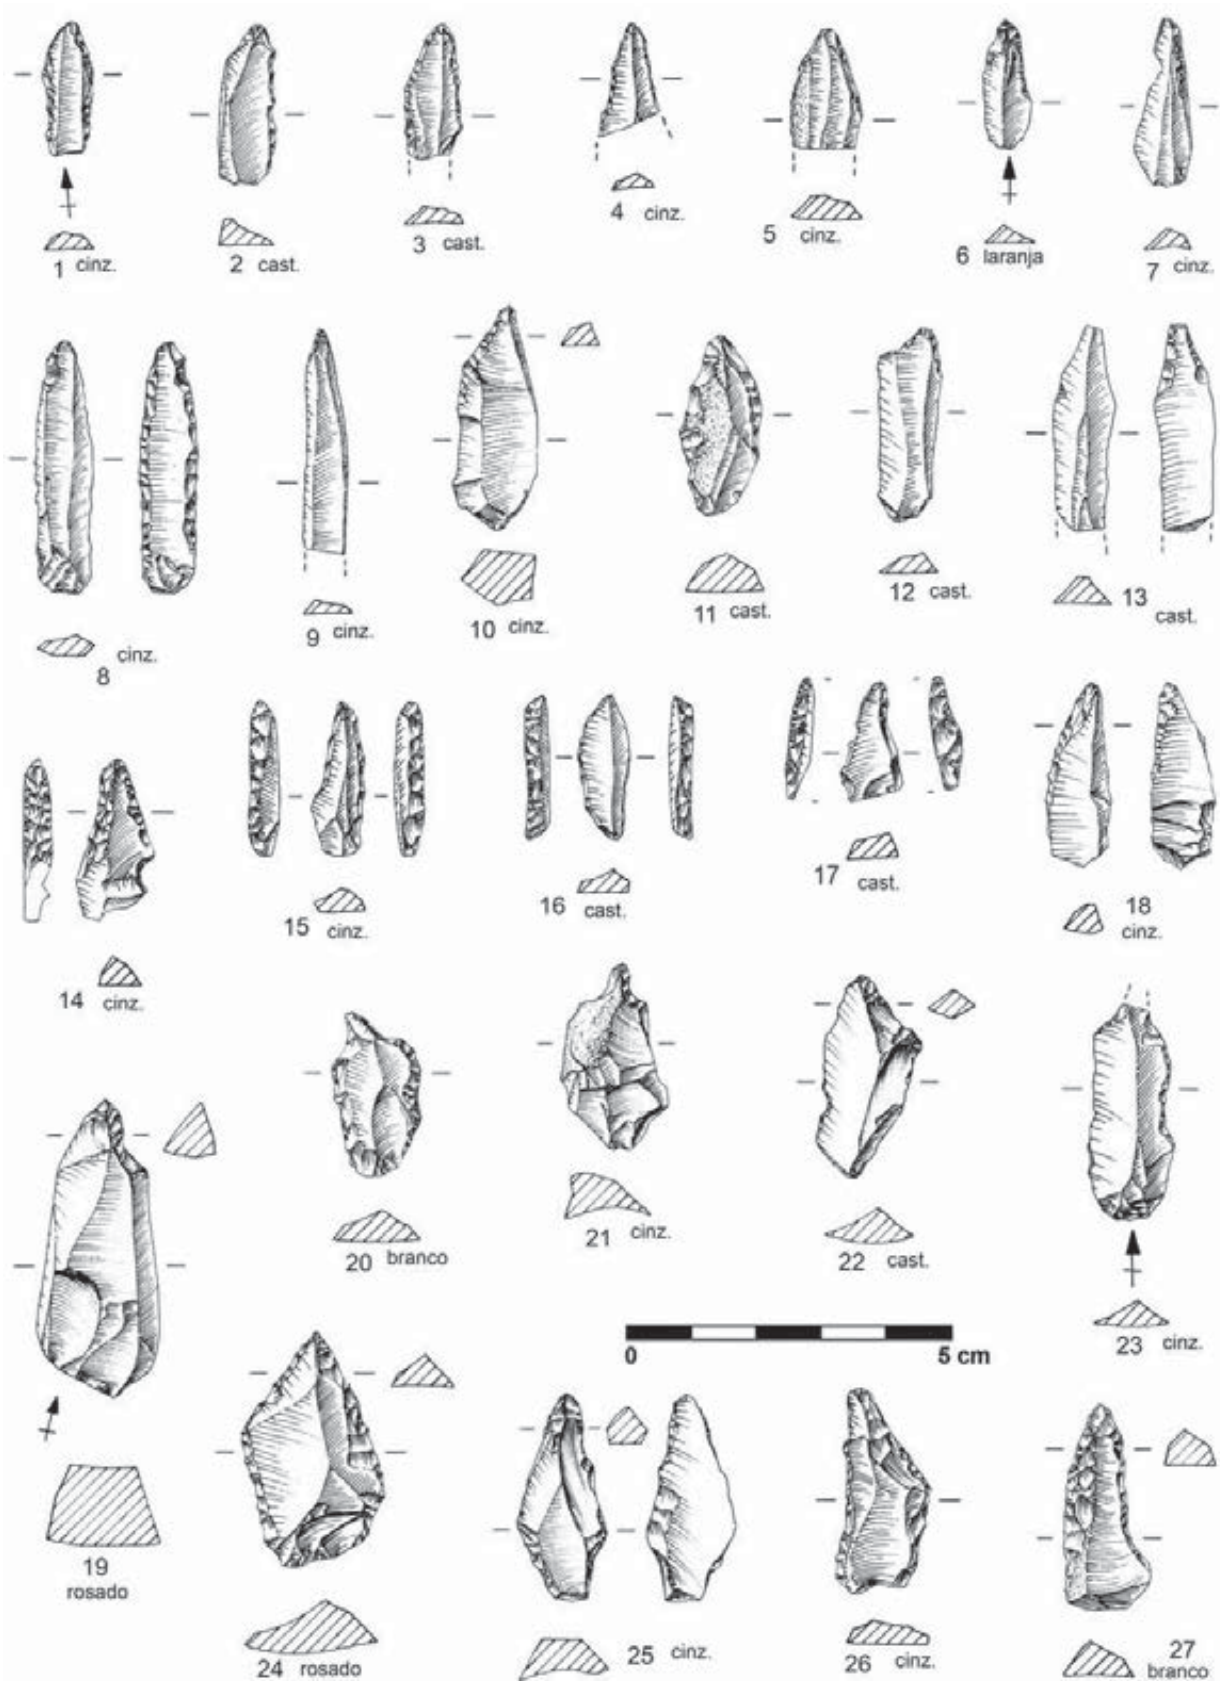 1 cinz.
2 cast.
3 cast.
4 cinz.
5 cinz.
6 laranja
7 cinz.
8 cinz.
9 cinz.
10 cinz.
11 cast.
12 cast.
13 cast.
14 cinz.
15 cinz.
16 cast.
17 cast.
18 cinz.
19 rosado
20 branco
21 cinz.
22 cast.
23 cinz.
0 5 cm
24 rosado
25 cinz.
26 cinz.
27 branco